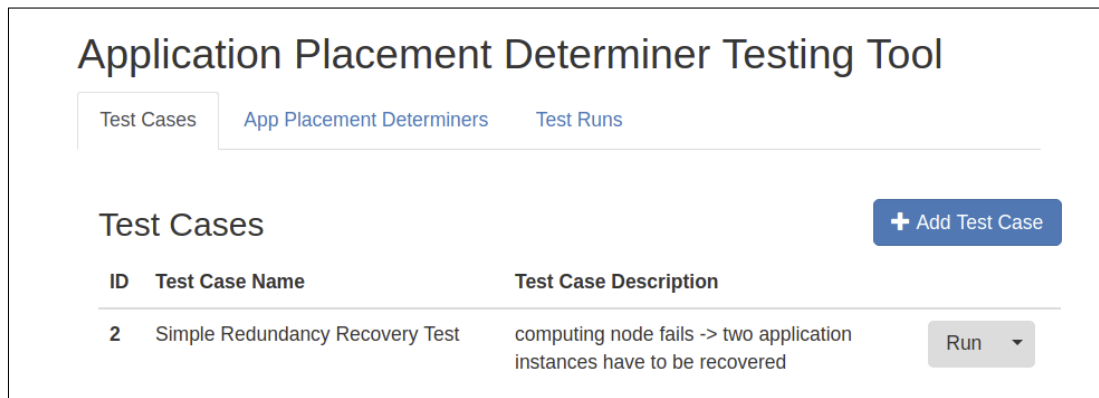 Application Placement Determiner Testing Tool
Test Cases App Placement Determiners Test Runs
Test Cases
Add Test Case
ID Test Case Name Test Case Description
2 Simple Redundancy Recovery Test computing node fails -> two application
instances have to be recovered
Run